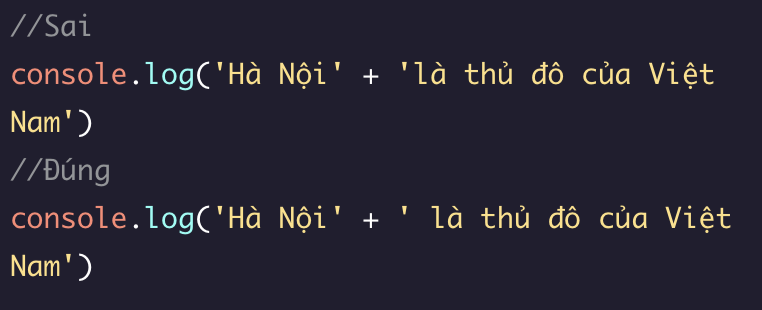 //Sai
console.log('Hà Nội' + 'là thủ đô của Việt
Nam')
//Đúng
console.log('Hà Nội' + ' là thủ đô của Việt
Nam')